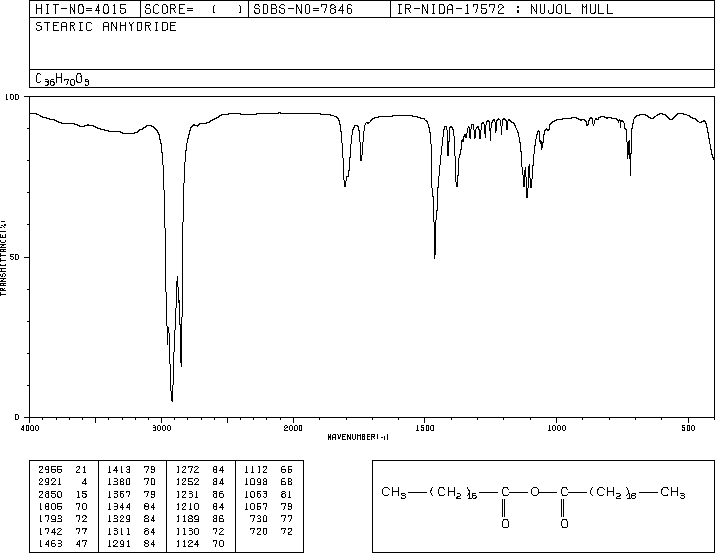 HIT-NO=4015 SCORE= ( ) SDBS-NO=7846 IR-NIDA-17572 : NUJOL MULL
STEARIC ANHYDRIDE
C36H70O3
100
50
0
TRANSMITTANCE(%)
4000 3000 2000 1500 1000 500
WAVENUMBER(-1)
2955 21 1413 79 1272 84 1112 66
2921 4 1380 70 1252 84 1098 68
2850 15 1367 79 1231 86 1063 81
1805 70 1344 84 1210 84 1057 79
1793 72 1329 84 1189 86 730 77
1742 77 1311 84 1130 72 720 72
1463 47 1291 84 1124 70
CH3—(CH2)16—C—O—C—(CH2)16—CH3
O O